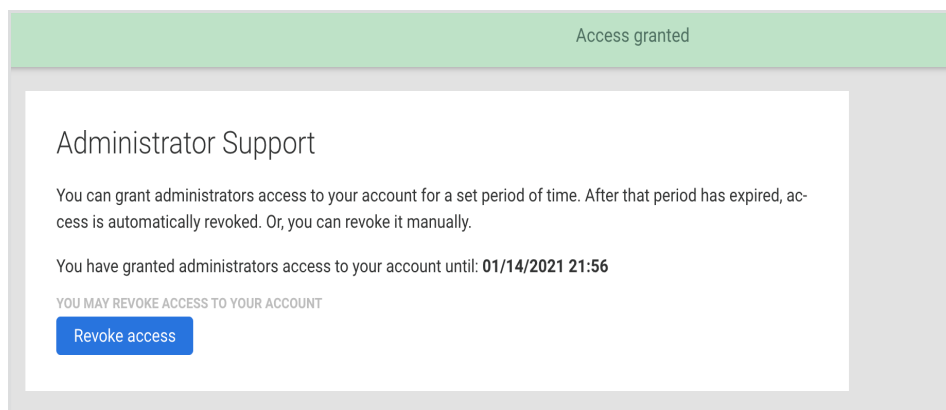 Access granted
Administrator Support
You can grant administrators access to your account for a set period of time. After that period has expired, ac-
cess is automatically revoked. Or, you can revoke it manually.
You have granted administrators access to your account until: 01/14/2021 21:56
YOU MAY REVOKE ACCESS TO YOUR ACCOUNT
Revoke access